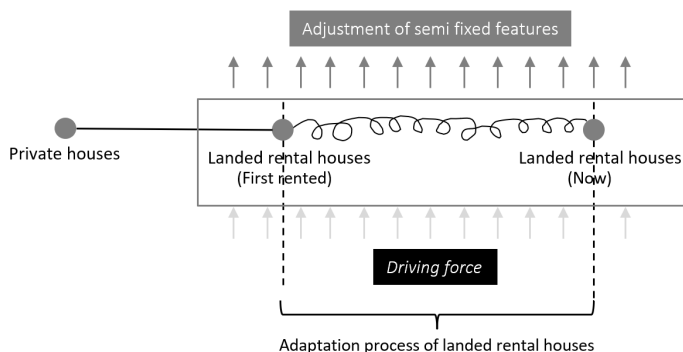 Adjustment of semi fixed features
Private houses
Landed rental houses
(First rented)
Landed rental houses
(Now)
Driving force
Adaptation process of landed rental houses